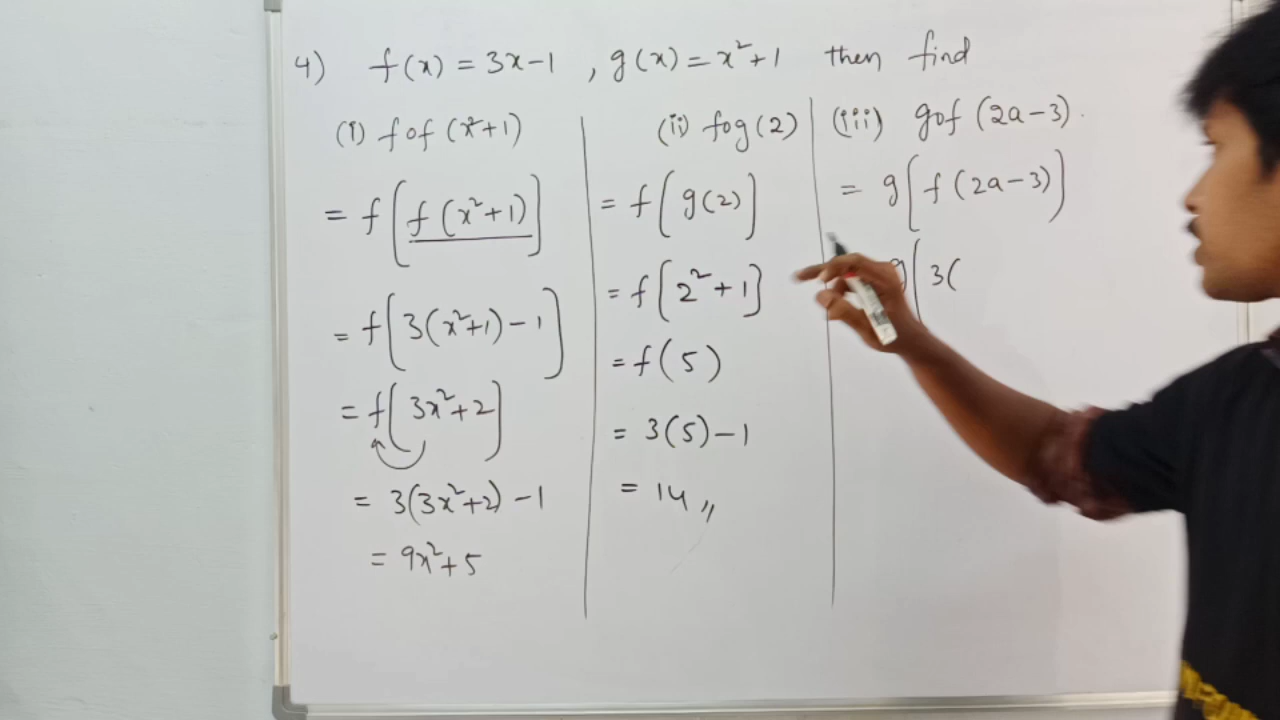 4) f(x) = 3x-1 , g(x) = x²+1 then find
(i) fof (x²+1)
= f[f(x²+1)]
= f[3(x²+1)-1]
= f[3x²+2]
= 3(3x²+2)-1
= 9x²+5
(ii) fog(2)
= f[g(2)]
= f[2²+1]
= f(5)
= 3(5)-1
= 14,,
(iii) gof (2a-3).
= g(f(2a-3))
g(3(